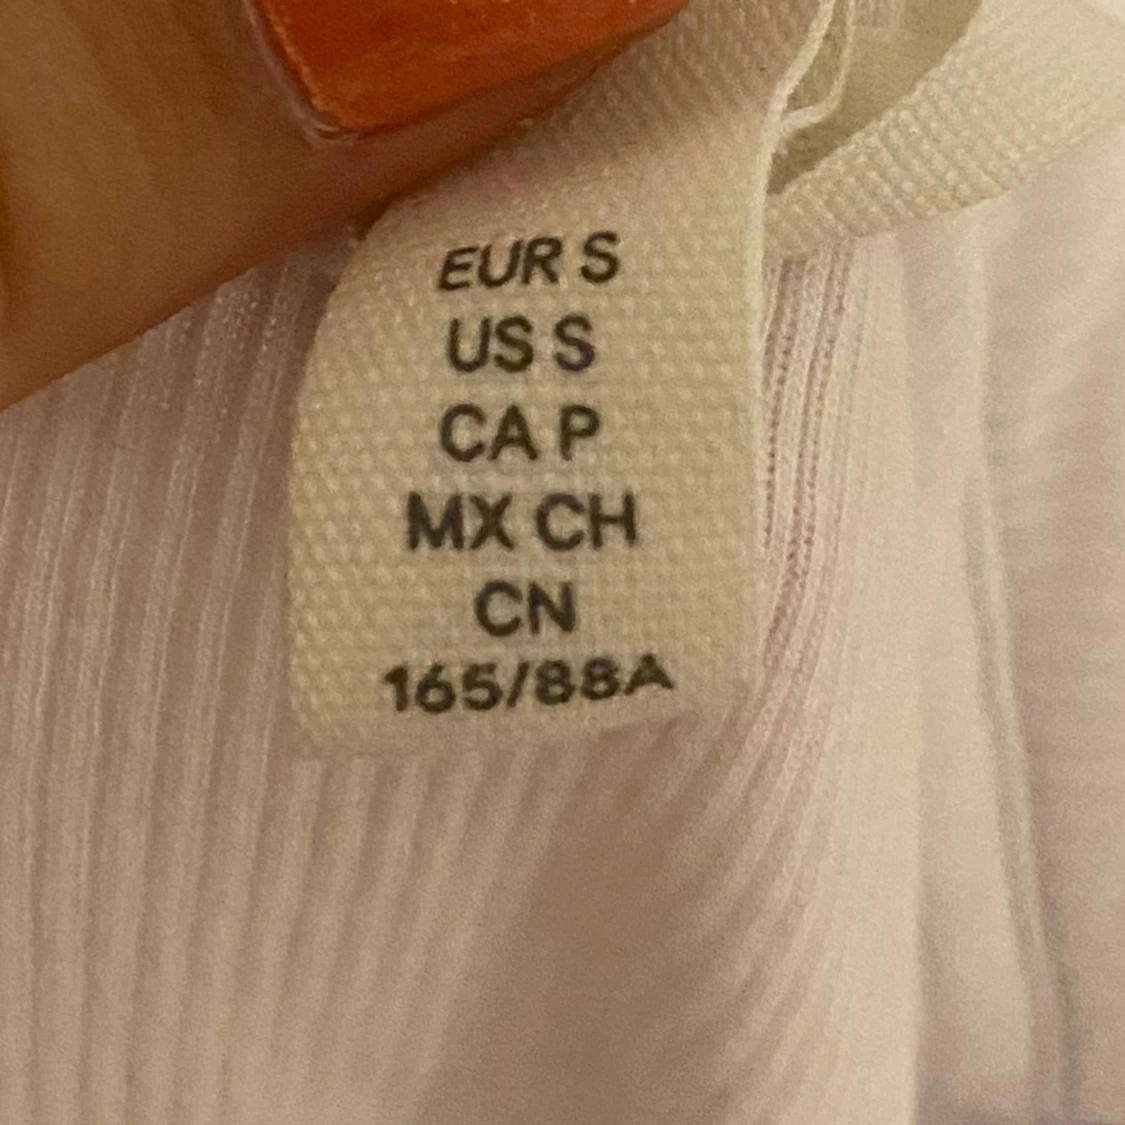 EUR S
US S
CA P
MX CH
CN
165/88A